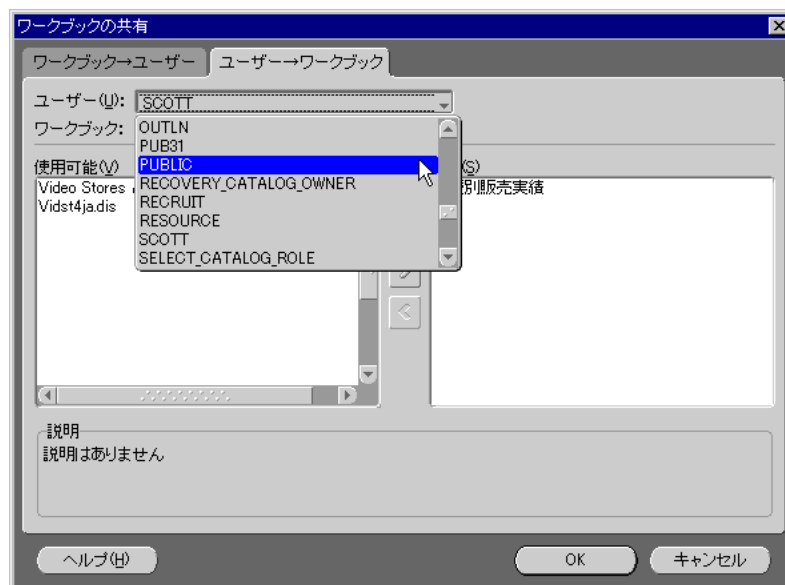 ワークブックの共有
ワークブック→ユーザー
ユーザー→ワークブック
ユーザー(U):
SCOTT
ワークブック:
OUTLN
PUB31
PUBLIC
RECOVERY_CATALOG_OWNER
RECRUIT
RESOURCE
SCOTT
SELECT_CATALOG_ROLE
使用可能(V)
(S)
Video Stores
Vidst4ja.dis
別販売実績
説明
説明はありません
ヘルプ(H)
OK
キャンセル